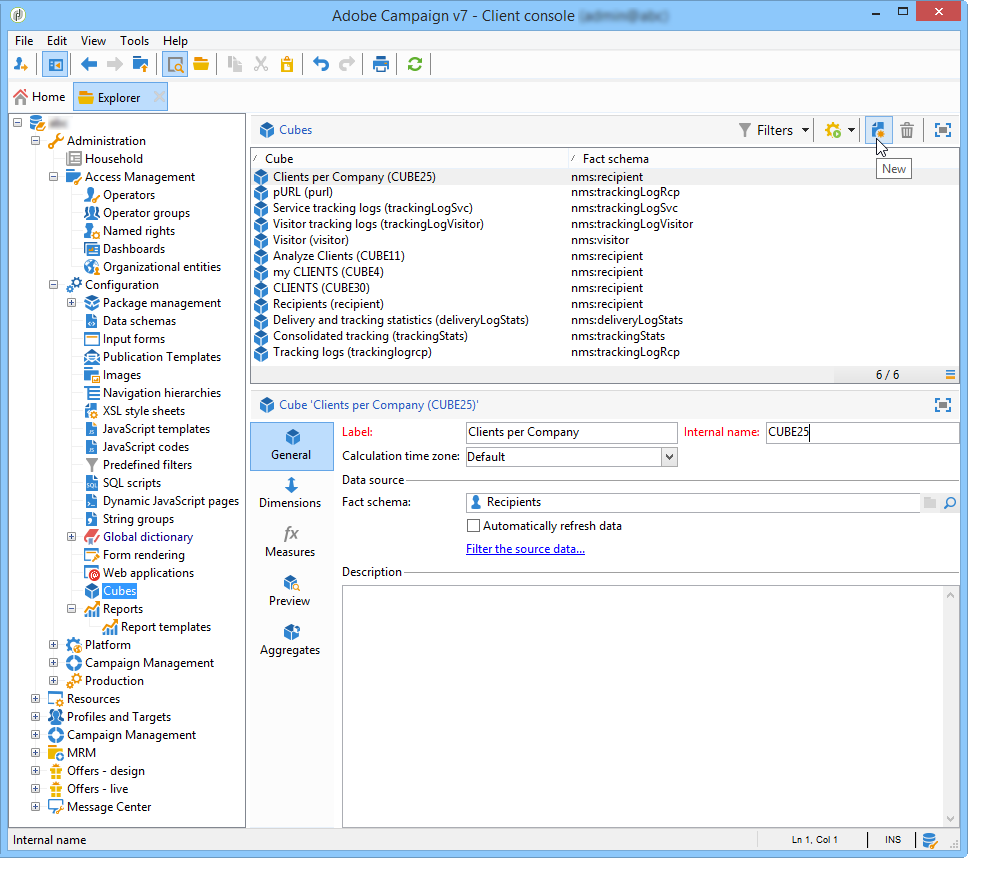 Adobe Campaign v7 - Client console
File Edit View Tools Help
Home Explorer
Administration
Household
Access Management
Operators
Operator groups
Named rights
Dashboards
Organizational entities
Configuration
Package management
Data schemas
Input forms
Publication Templates
Images
Navigation hierarchies
XSL style sheets
JavaScript templates
JavaScript codes
Predefined filters
SQL scripts
Dynamic JavaScript pages
String groups
Global dictionary
Form rendering
Web applications
Cubes
Reports
Report templates
Platform
Campaign Management
Production
Resources
Profiles and Targets
Campaign Management
MRM
Offers - design
Offers - live
Message Center
Cubes Filters
New
Cube Fact schema
Clients per Company (CUBE25) nms:recipient
pURL (purl) nms:trackingLogRcp
Service tracking logs (trackingLogSvc) nms:trackingLogSvc
Visitor tracking logs (trackingLogVisitor) nms:trackingLogVisitor
Visitor (visitor) nms:visitor
Analyze Clients (CUBE11) nms:recipient
my CLIENTS (CUBE4) nms:recipient
CLIENTS (CUBE30) nms:recipient
Recipients (recipient) nms:recipient
Delivery and tracking statistics (deliveryLogStats) nms:deliveryLogStats
Consolidated tracking (trackingStats) nms:trackingStats
Tracking logs (trackinglogrcp) nms:trackingLogRcp
6 / 6
Cube 'Clients per Company (CUBE25)'
General
Dimensions
fx
Measures
Preview
Aggregates
Label: Clients per Company Internal name: CUBE25
Calculation time zone: Default
Data source
Fact schema: Recipients
Automatically refresh data
Filter the source data...
Description
Internal name Ln 1, Col 1 INS